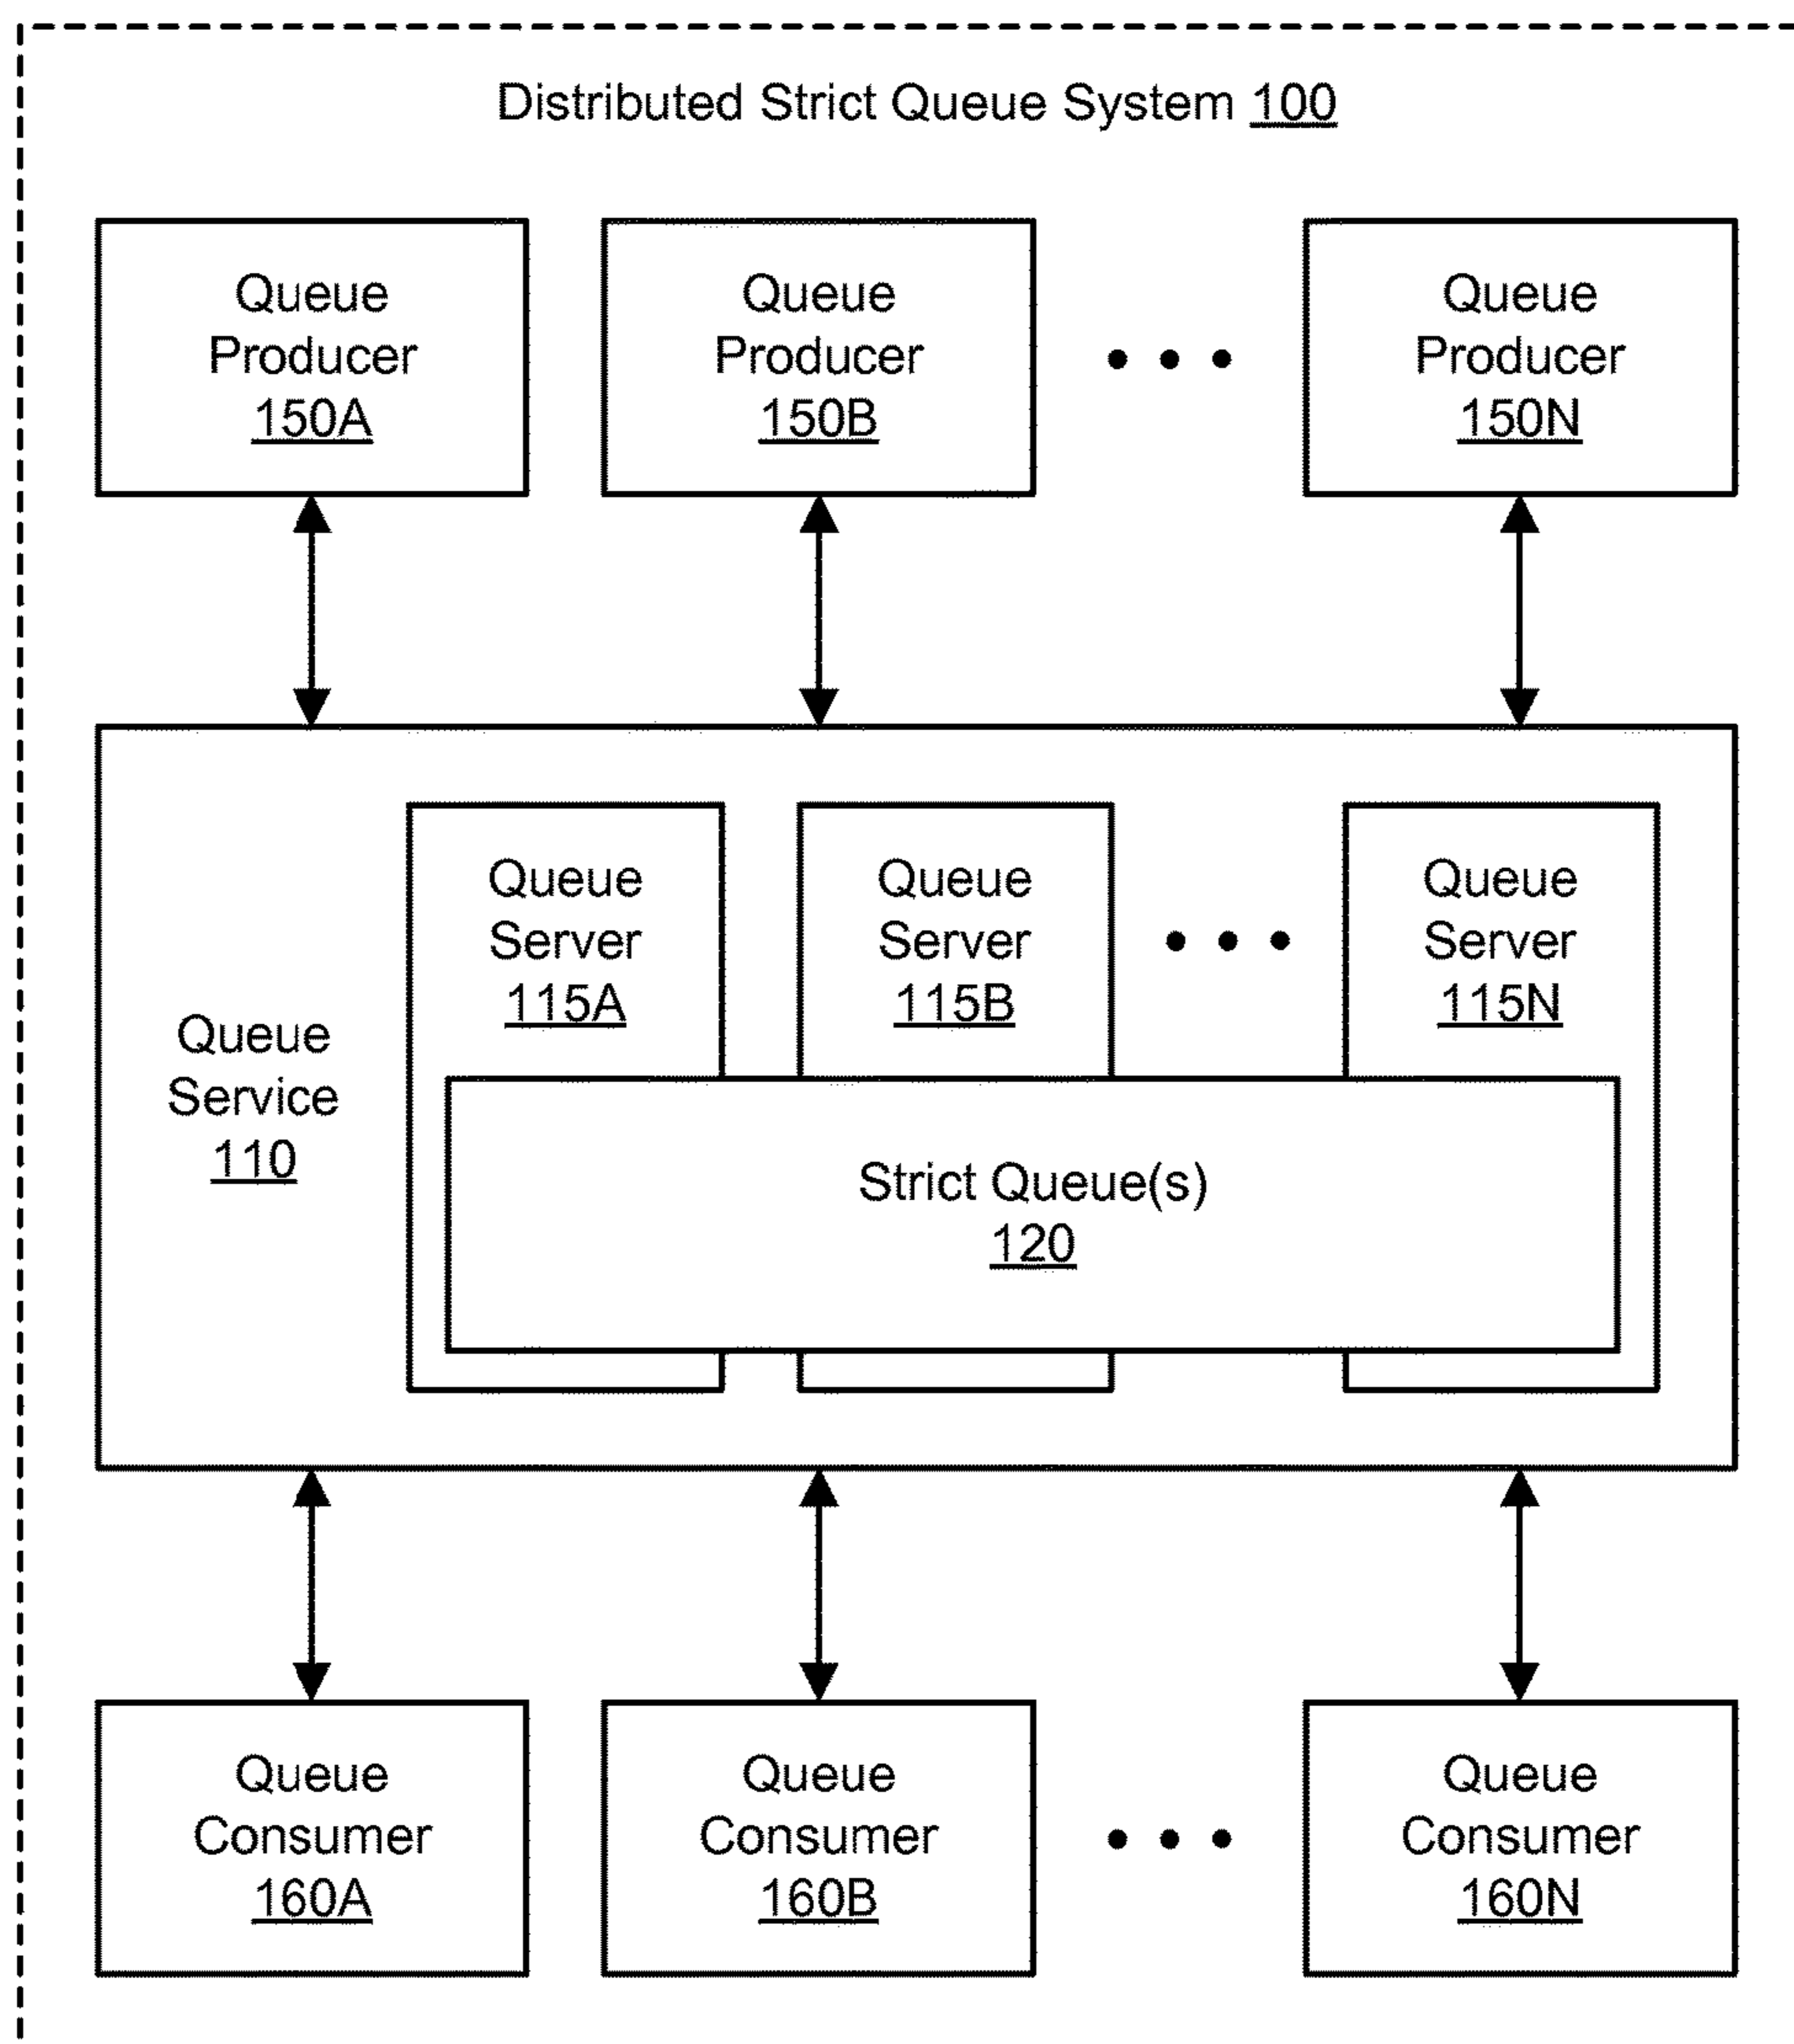 Distributed Strict Queue System 100
Queue
Producer
150A
Queue
Producer
150B
Queue
Producer
150N
Queue
Service
110
Queue
Server
115A
Queue
Server
115B
Queue
Server
115N
Strict Queue(s)
120
Queue
Consumer
160A
Queue
Consumer
160B
Queue
Consumer
160N